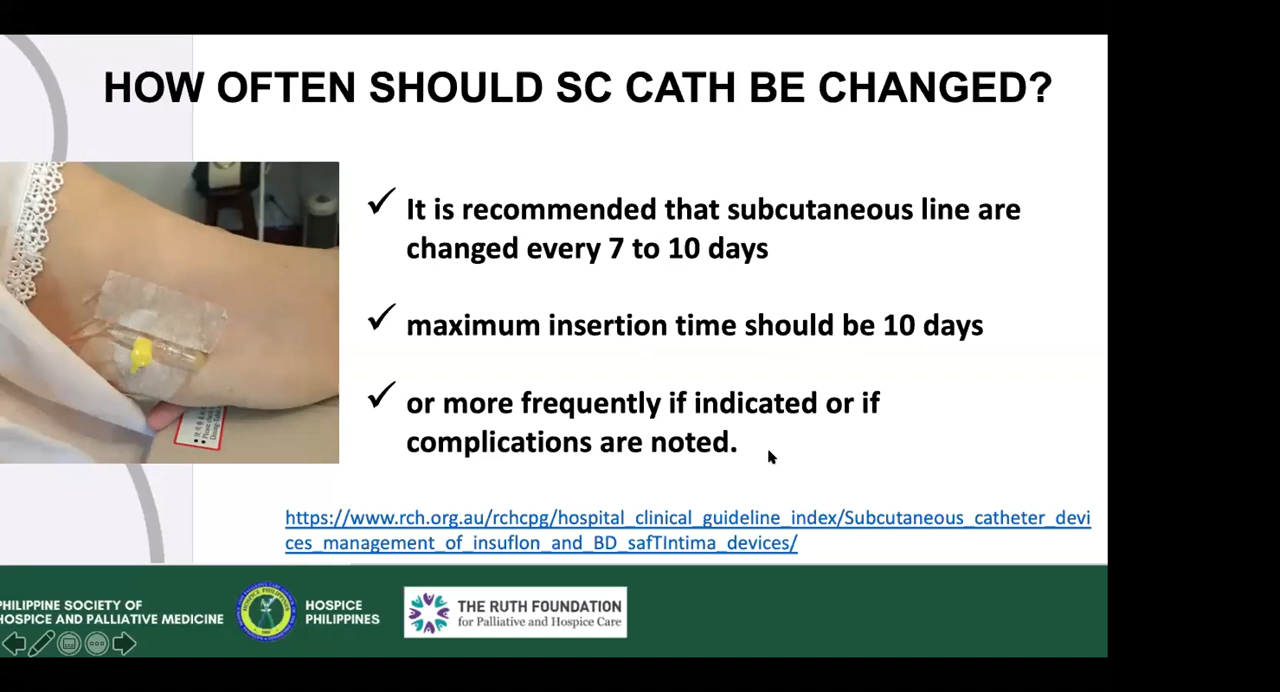 HOW OFTEN SHOULD SC CATH BE CHANGED?
✓ It is recommended that subcutaneous line are
changed every 7 to 10 days
✓ maximum insertion time should be 10 days
✓ or more frequently if indicated or if
complications are noted.
https://www.rch.org.au/rchcpg/hospital_clinical_guideline_index/Subcutaneous_catheter_devi
ces_management_of_insuflon_and_BD_safTIntima_devices/
PHILIPPINE SOCIETY OF
HOSPICE AND PALLIATIVE MEDICINE
HOSPICE
PHILIPPINES
THE RUTH FOUNDATION
for Palliative and Hospice Care